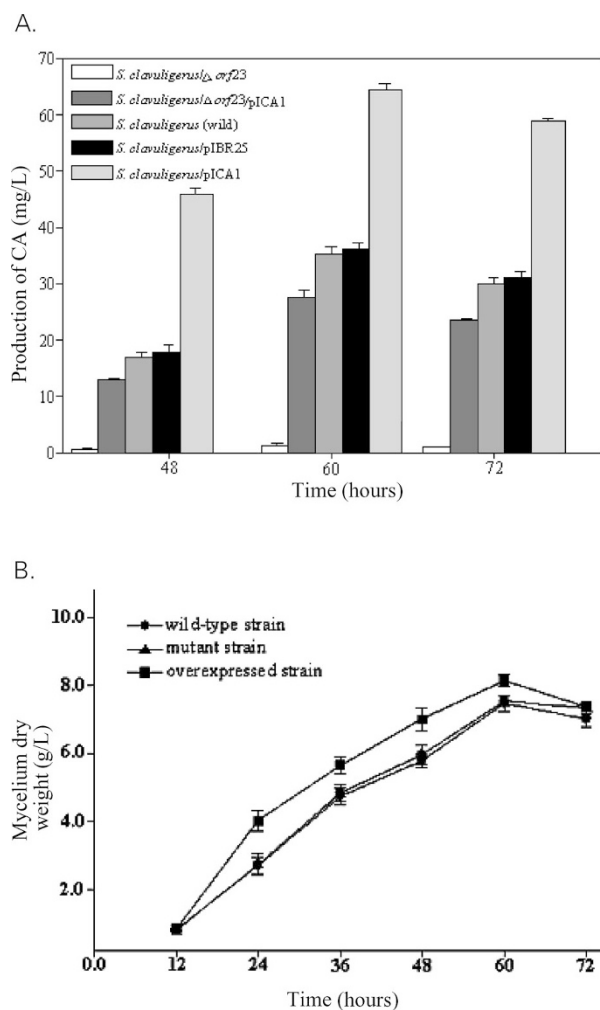 A.
70
60
50
40
30
20
10
0
Production of CA (mg/L)
S. clavuligerus/△ orf23
S. clavuligerus/Δ orf23/pICA1
S. clavuligerus (wild)
S. clavuligerus/pIBR25
S. clavuligerus/pICA1
48 60 72
Time (hours)
B.
10.0
8.0
6.0
4.0
2.0
Mycelium dry
weight (g/L)
wild-type strain
mutant strain
overexpressed strain
0.0 12 24 36 48 60 72
Time (hours)